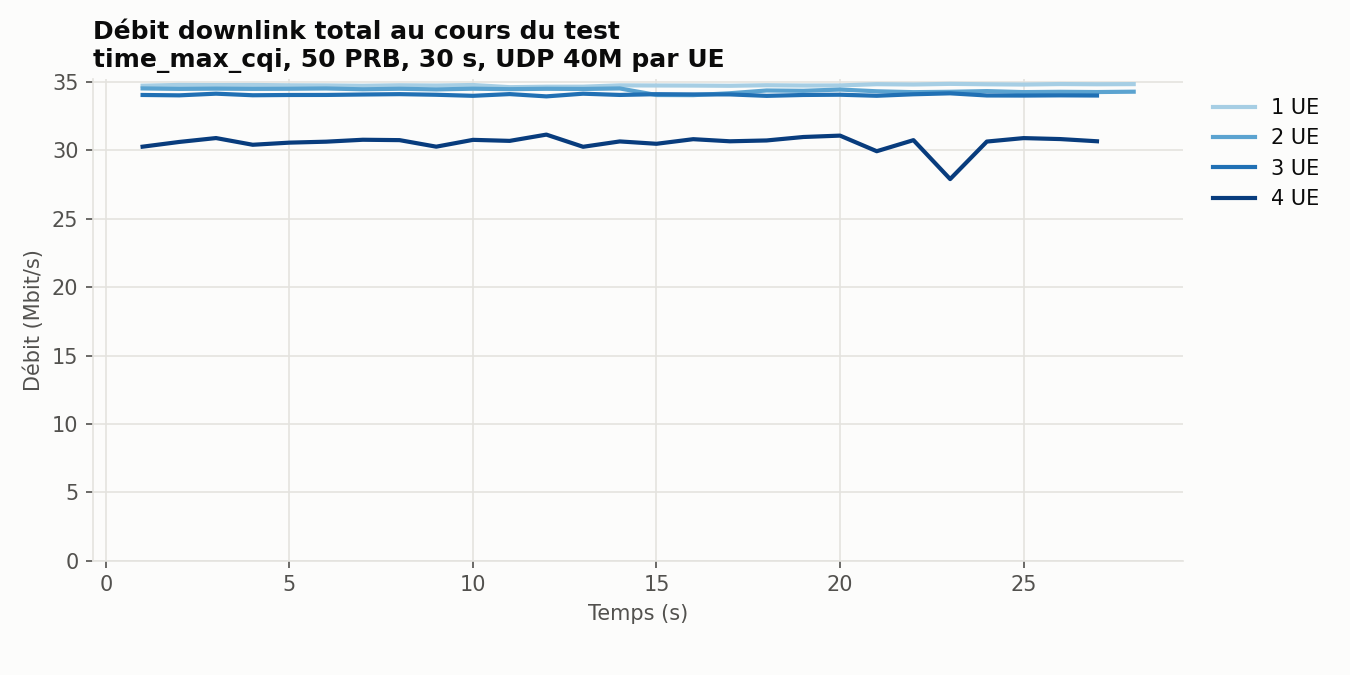 Débit downlink total au cours du test
time_max_cqi, 50 PRB, 30 s, UDP 40M par UE
35
30
25
20
15
10
5
0
Débit (Mbit/s)
0 5 10 15 20 25
Temps (s)
1 UE
2 UE
3 UE
4 UE